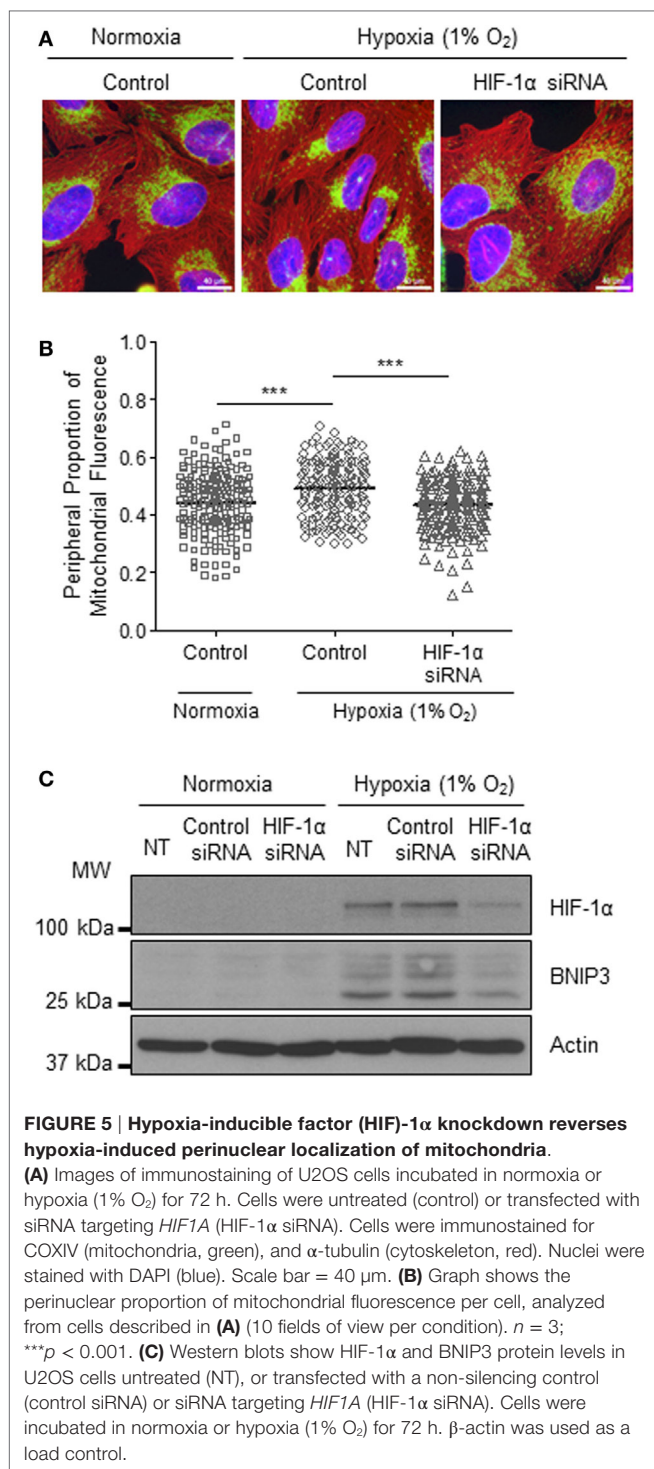 A
Normoxia
Hypoxia (1% O₂)
Control
Control
HIF-1α siRNA
40 µm
40 µm
40 µm
B
Peripheral Proportion of
Mitochondrial Fluorescence
1.0
0.8
0.6
0.4
0.2
0.0
***
***
Control
Control
HIF-1α
siRNA
Normoxia
Hypoxia (1% O₂)
C
Normoxia
Hypoxia (1% O₂)
MW
NT
Control
siRNA
HIF-1α
siRNA
NT
Control
siRNA
HIF-1α
siRNA
100 kDa
HIF-1α
25 kDa
BNIP3
37 kDa
Actin
FIGURE 5 | Hypoxia-inducible factor (HIF)-1α knockdown reverses
hypoxia-induced perinuclear localization of mitochondria.
(A) Images of immunostaining of U2OS cells incubated in normoxia or
hypoxia (1% O₂) for 72 h. Cells were untreated (control) or transfected with
siRNA targeting HIF1A (HIF-1α siRNA). Cells were immunostained for
COXIV (mitochondria, green), and α-tubulin (cytoskeleton, red). Nuclei were
stained with DAPI (blue). Scale bar = 40 µm. (B) Graph shows the
perinuclear proportion of mitochondrial fluorescence per cell, analyzed
from cells described in (A) (10 fields of view per condition). n = 3;
***p < 0.001. (C) Western blots show HIF-1α and BNIP3 protein levels in
U2OS cells untreated (NT), or transfected with a non-silencing control
(control siRNA) or siRNA targeting HIF1A (HIF-1α siRNA). Cells were
incubated in normoxia or hypoxia (1% O₂) for 72 h. β-actin was used as a
load control.